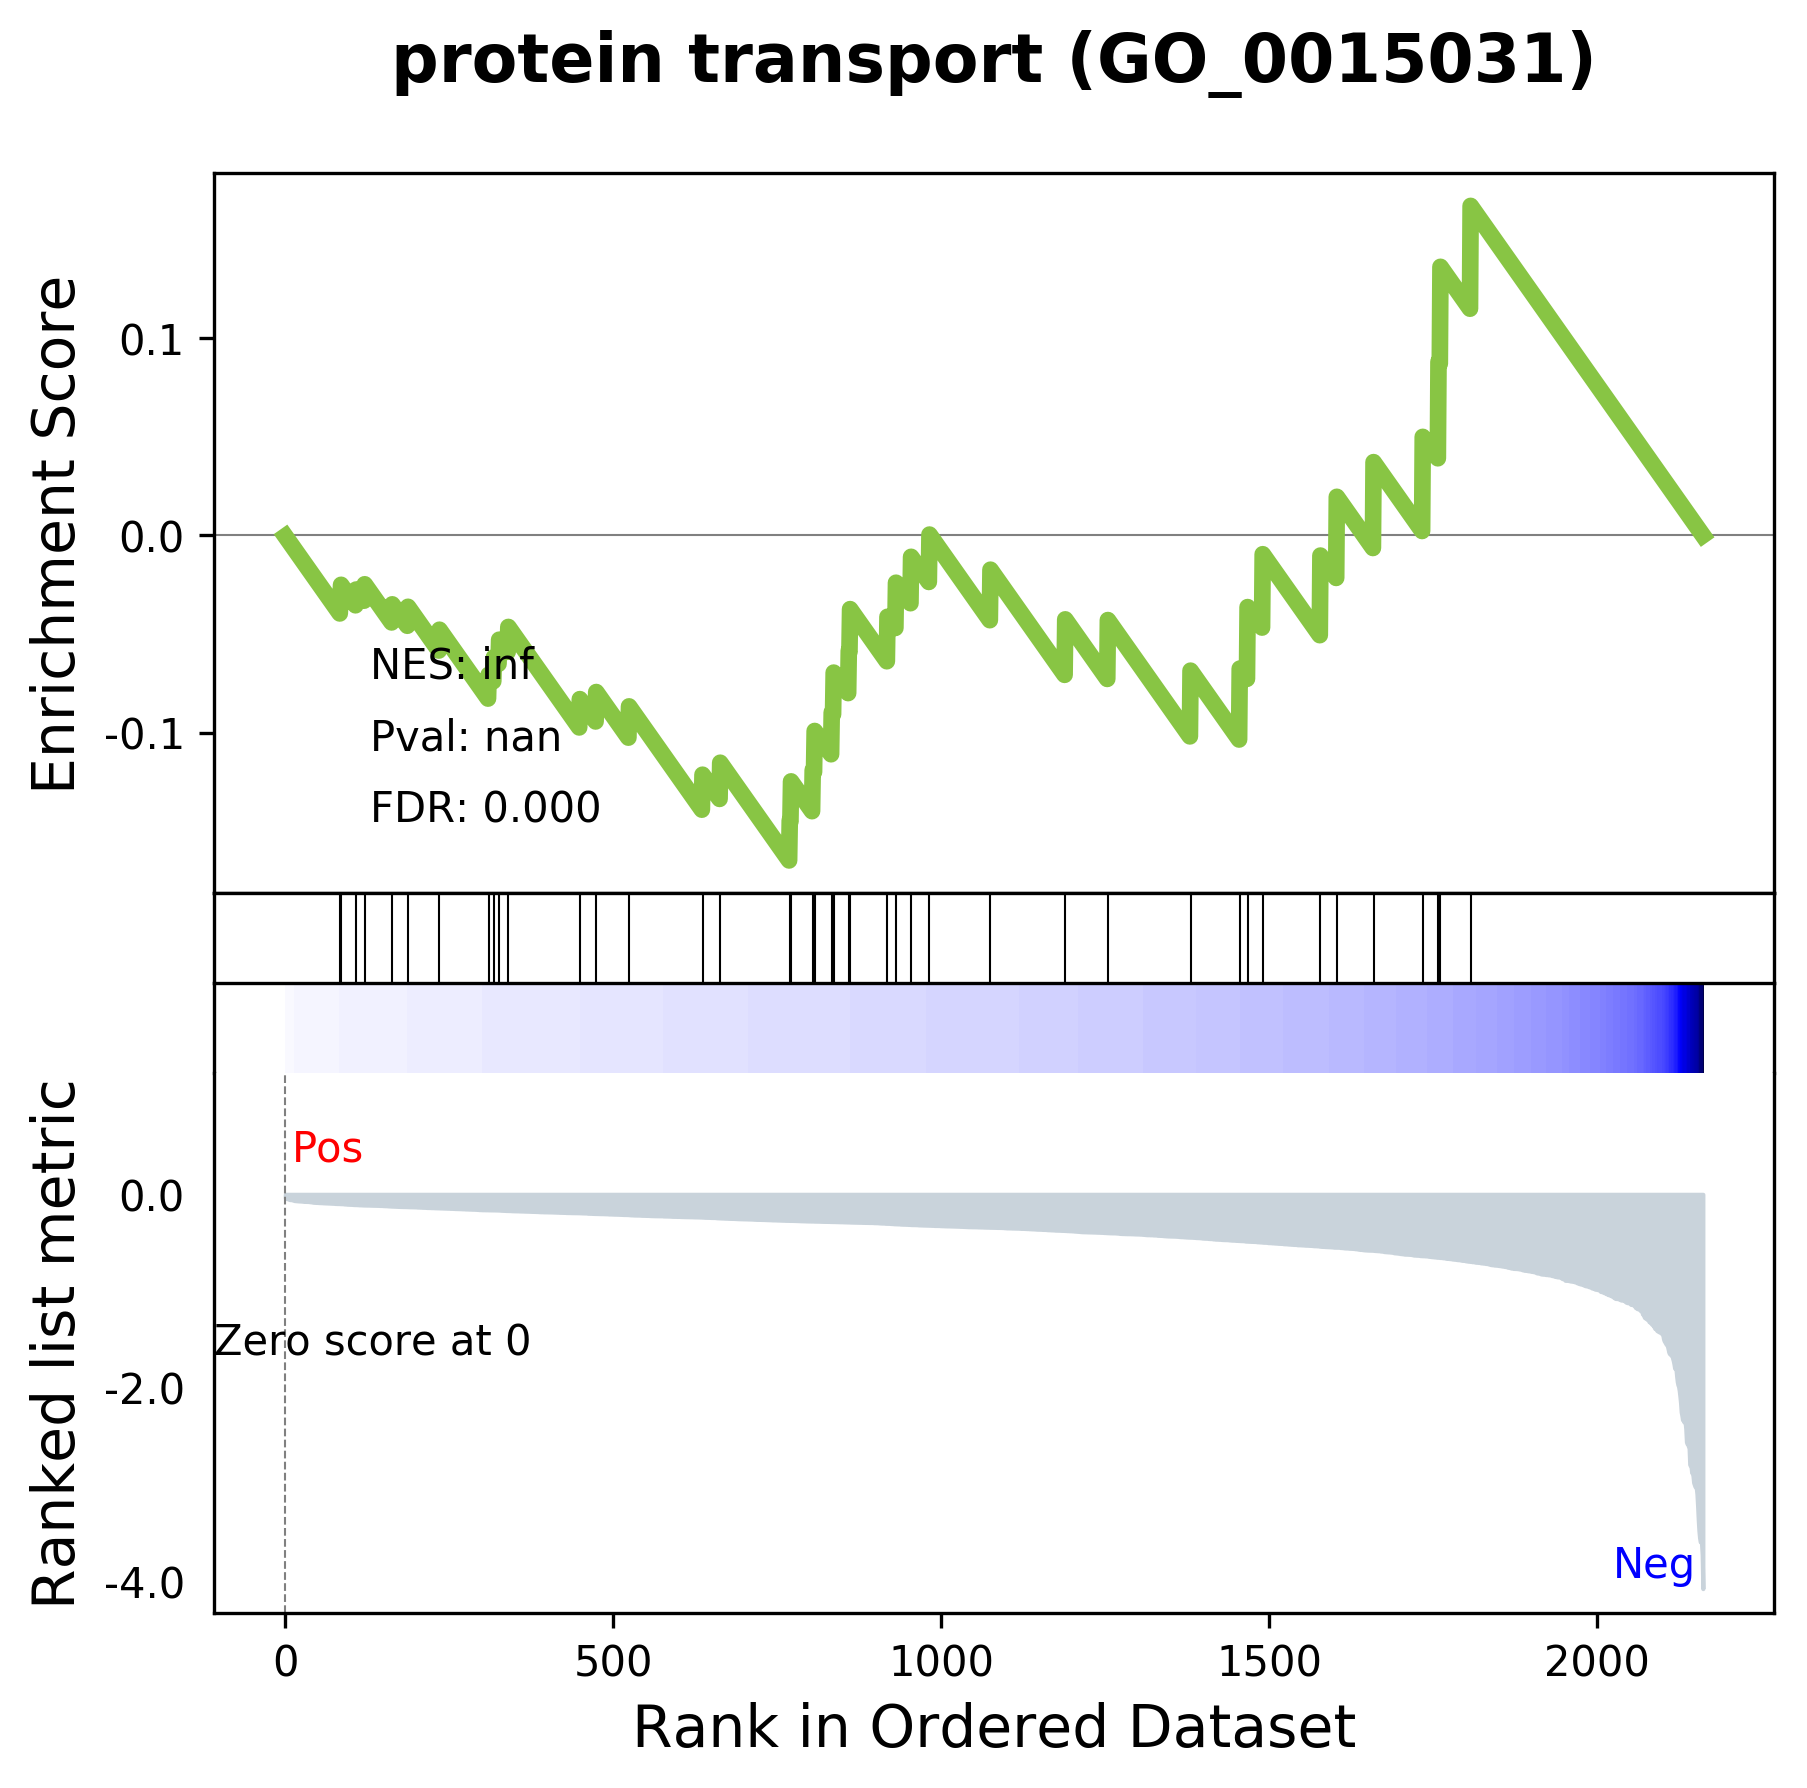 protein transport (GO_0015031)
Enrichment Score
0.1
0.0
-0.1
NES: inf
Pval: nan
FDR: 0.000
Ranked list metric
Pos
0.0
Zero score at 0
-2.0
Neg
-4.0
0 500 1000 1500 2000
Rank in Ordered Dataset